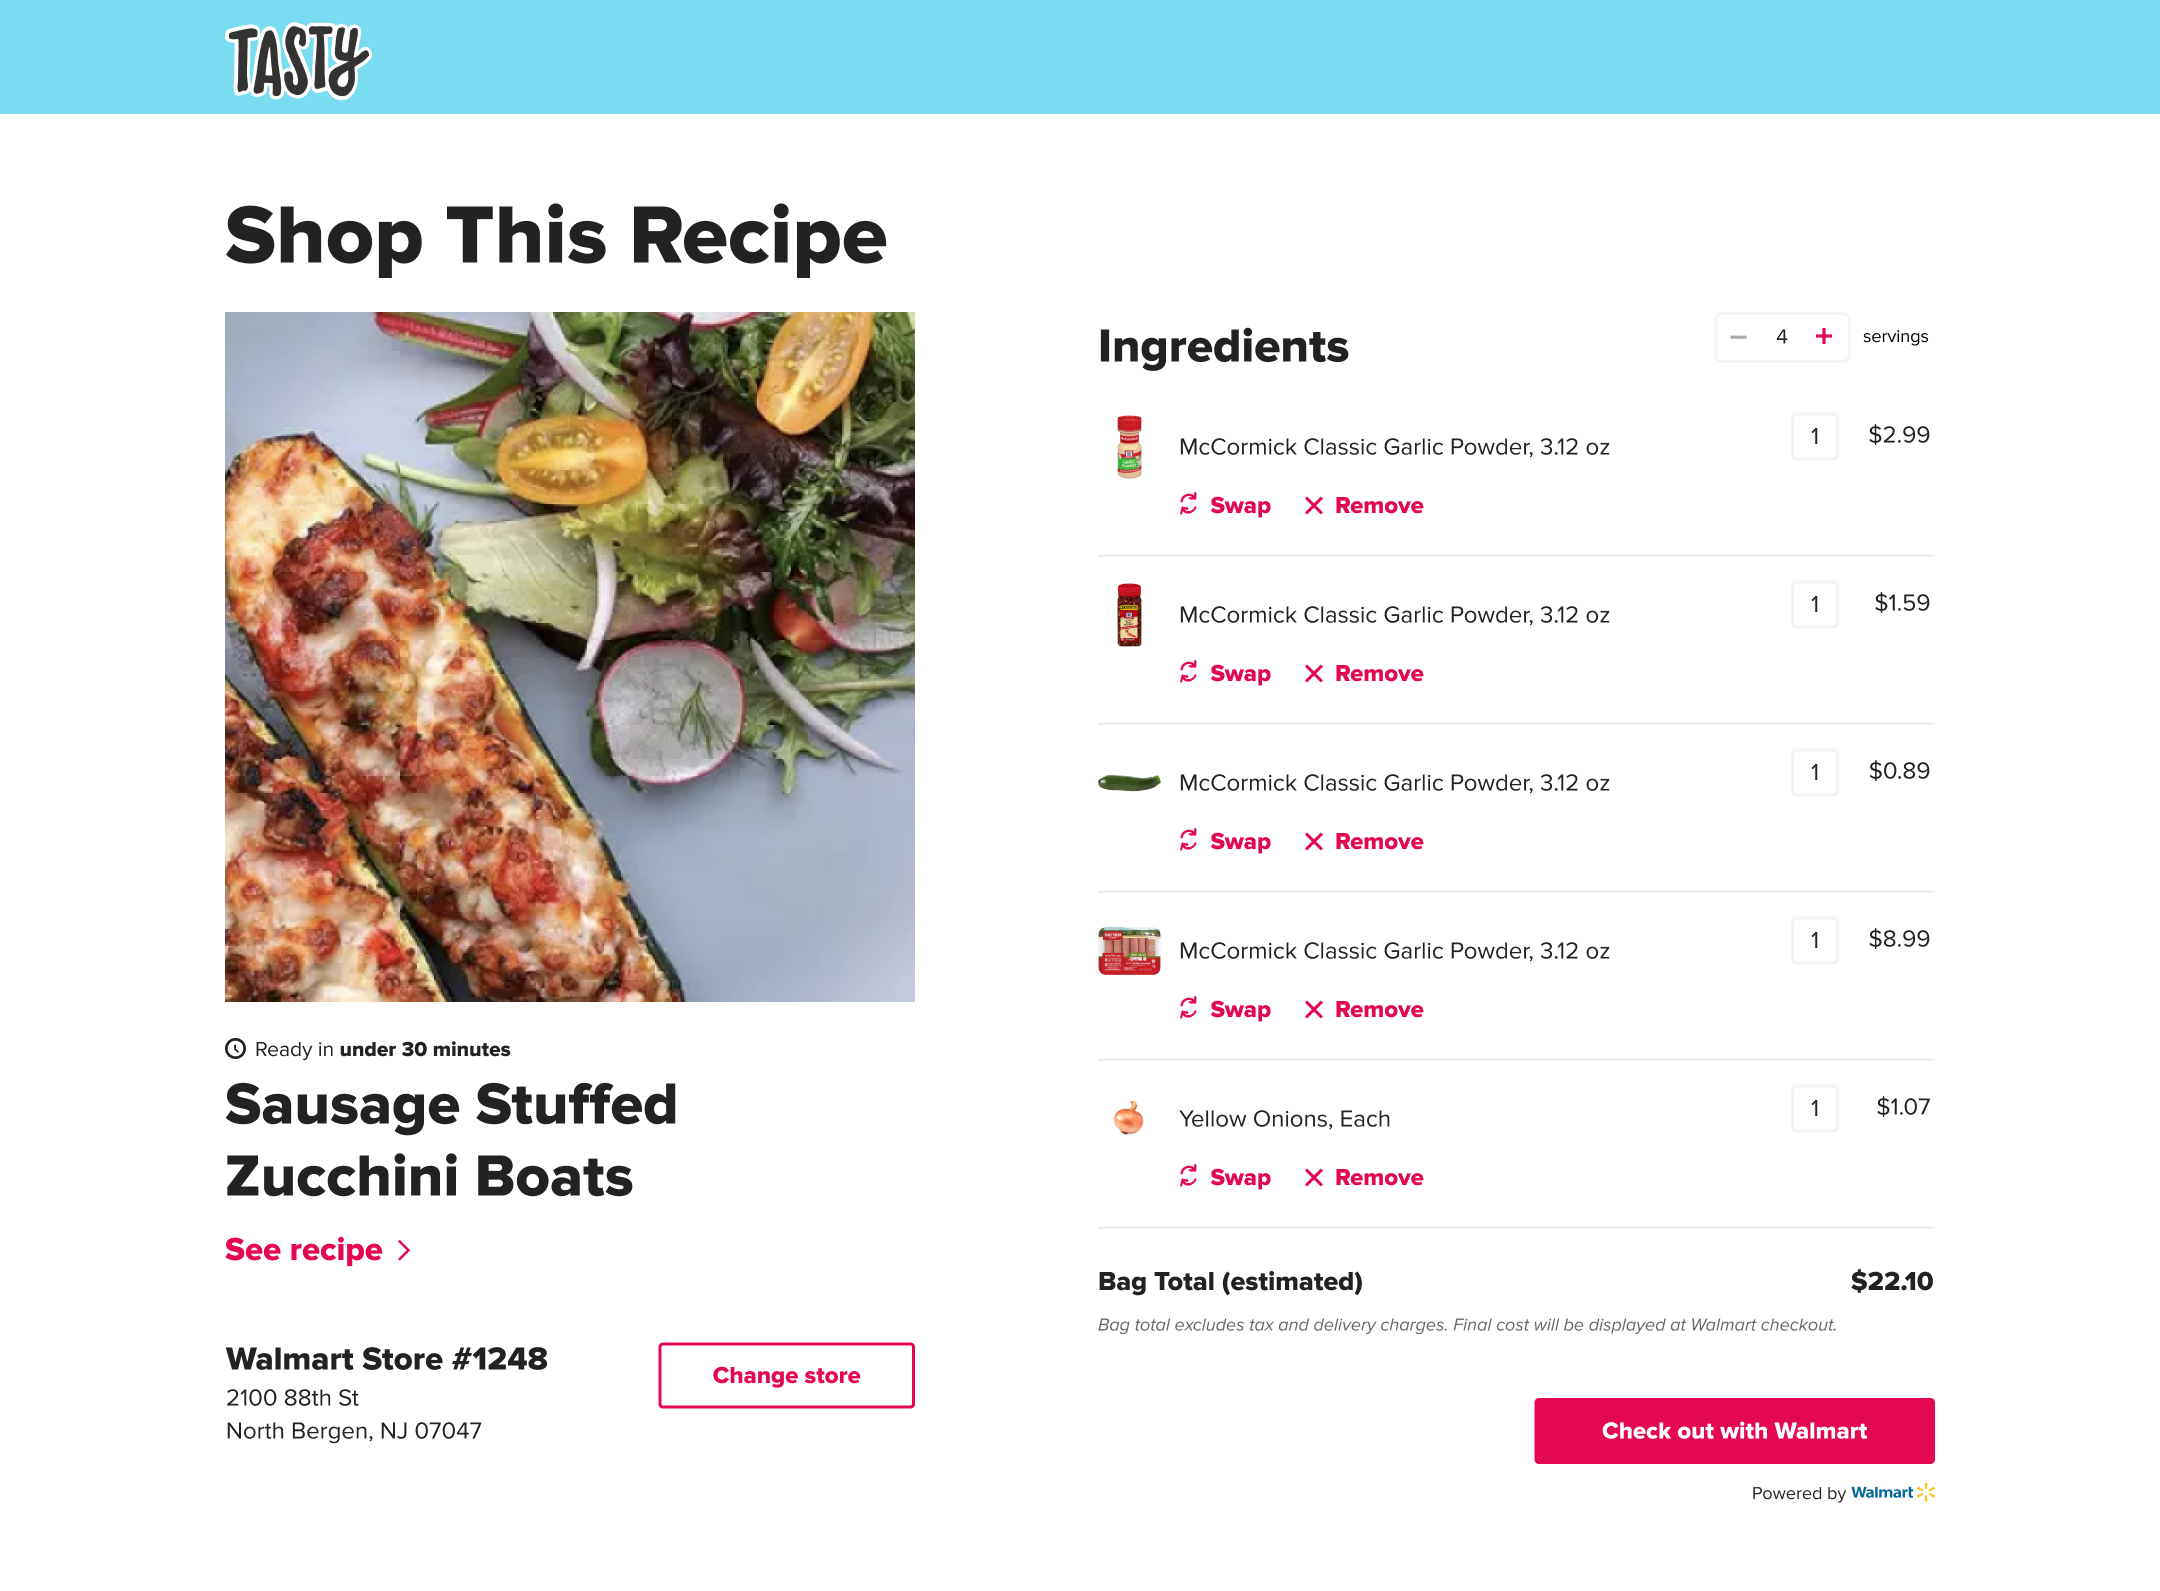 TASTY
Shop This Recipe
Ingredients
4
servings
McCormick Classic Garlic Powder, 3.12 oz
1
$2.99
Swap
Remove
McCormick Classic Garlic Powder, 3.12 oz
1
$1.59
Swap
Remove
McCormick Classic Garlic Powder, 3.12 oz
1
$0.89
Swap
Remove
McCormick Classic Garlic Powder, 3.12 oz
1
$8.99
Swap
Remove
Yellow Onions, Each
1
$1.07
Swap
Remove
Bag Total (estimated)
$22.10
Bag total excludes tax and delivery charges. Final cost will be displayed at Walmart checkout.
Check out with Walmart
Powered by Walmart
Ready in under 30 minutes
Sausage Stuffed
Zucchini Boats
See recipe
Walmart Store #1248
2100 88th St
North Bergen, NJ 07047
Change store